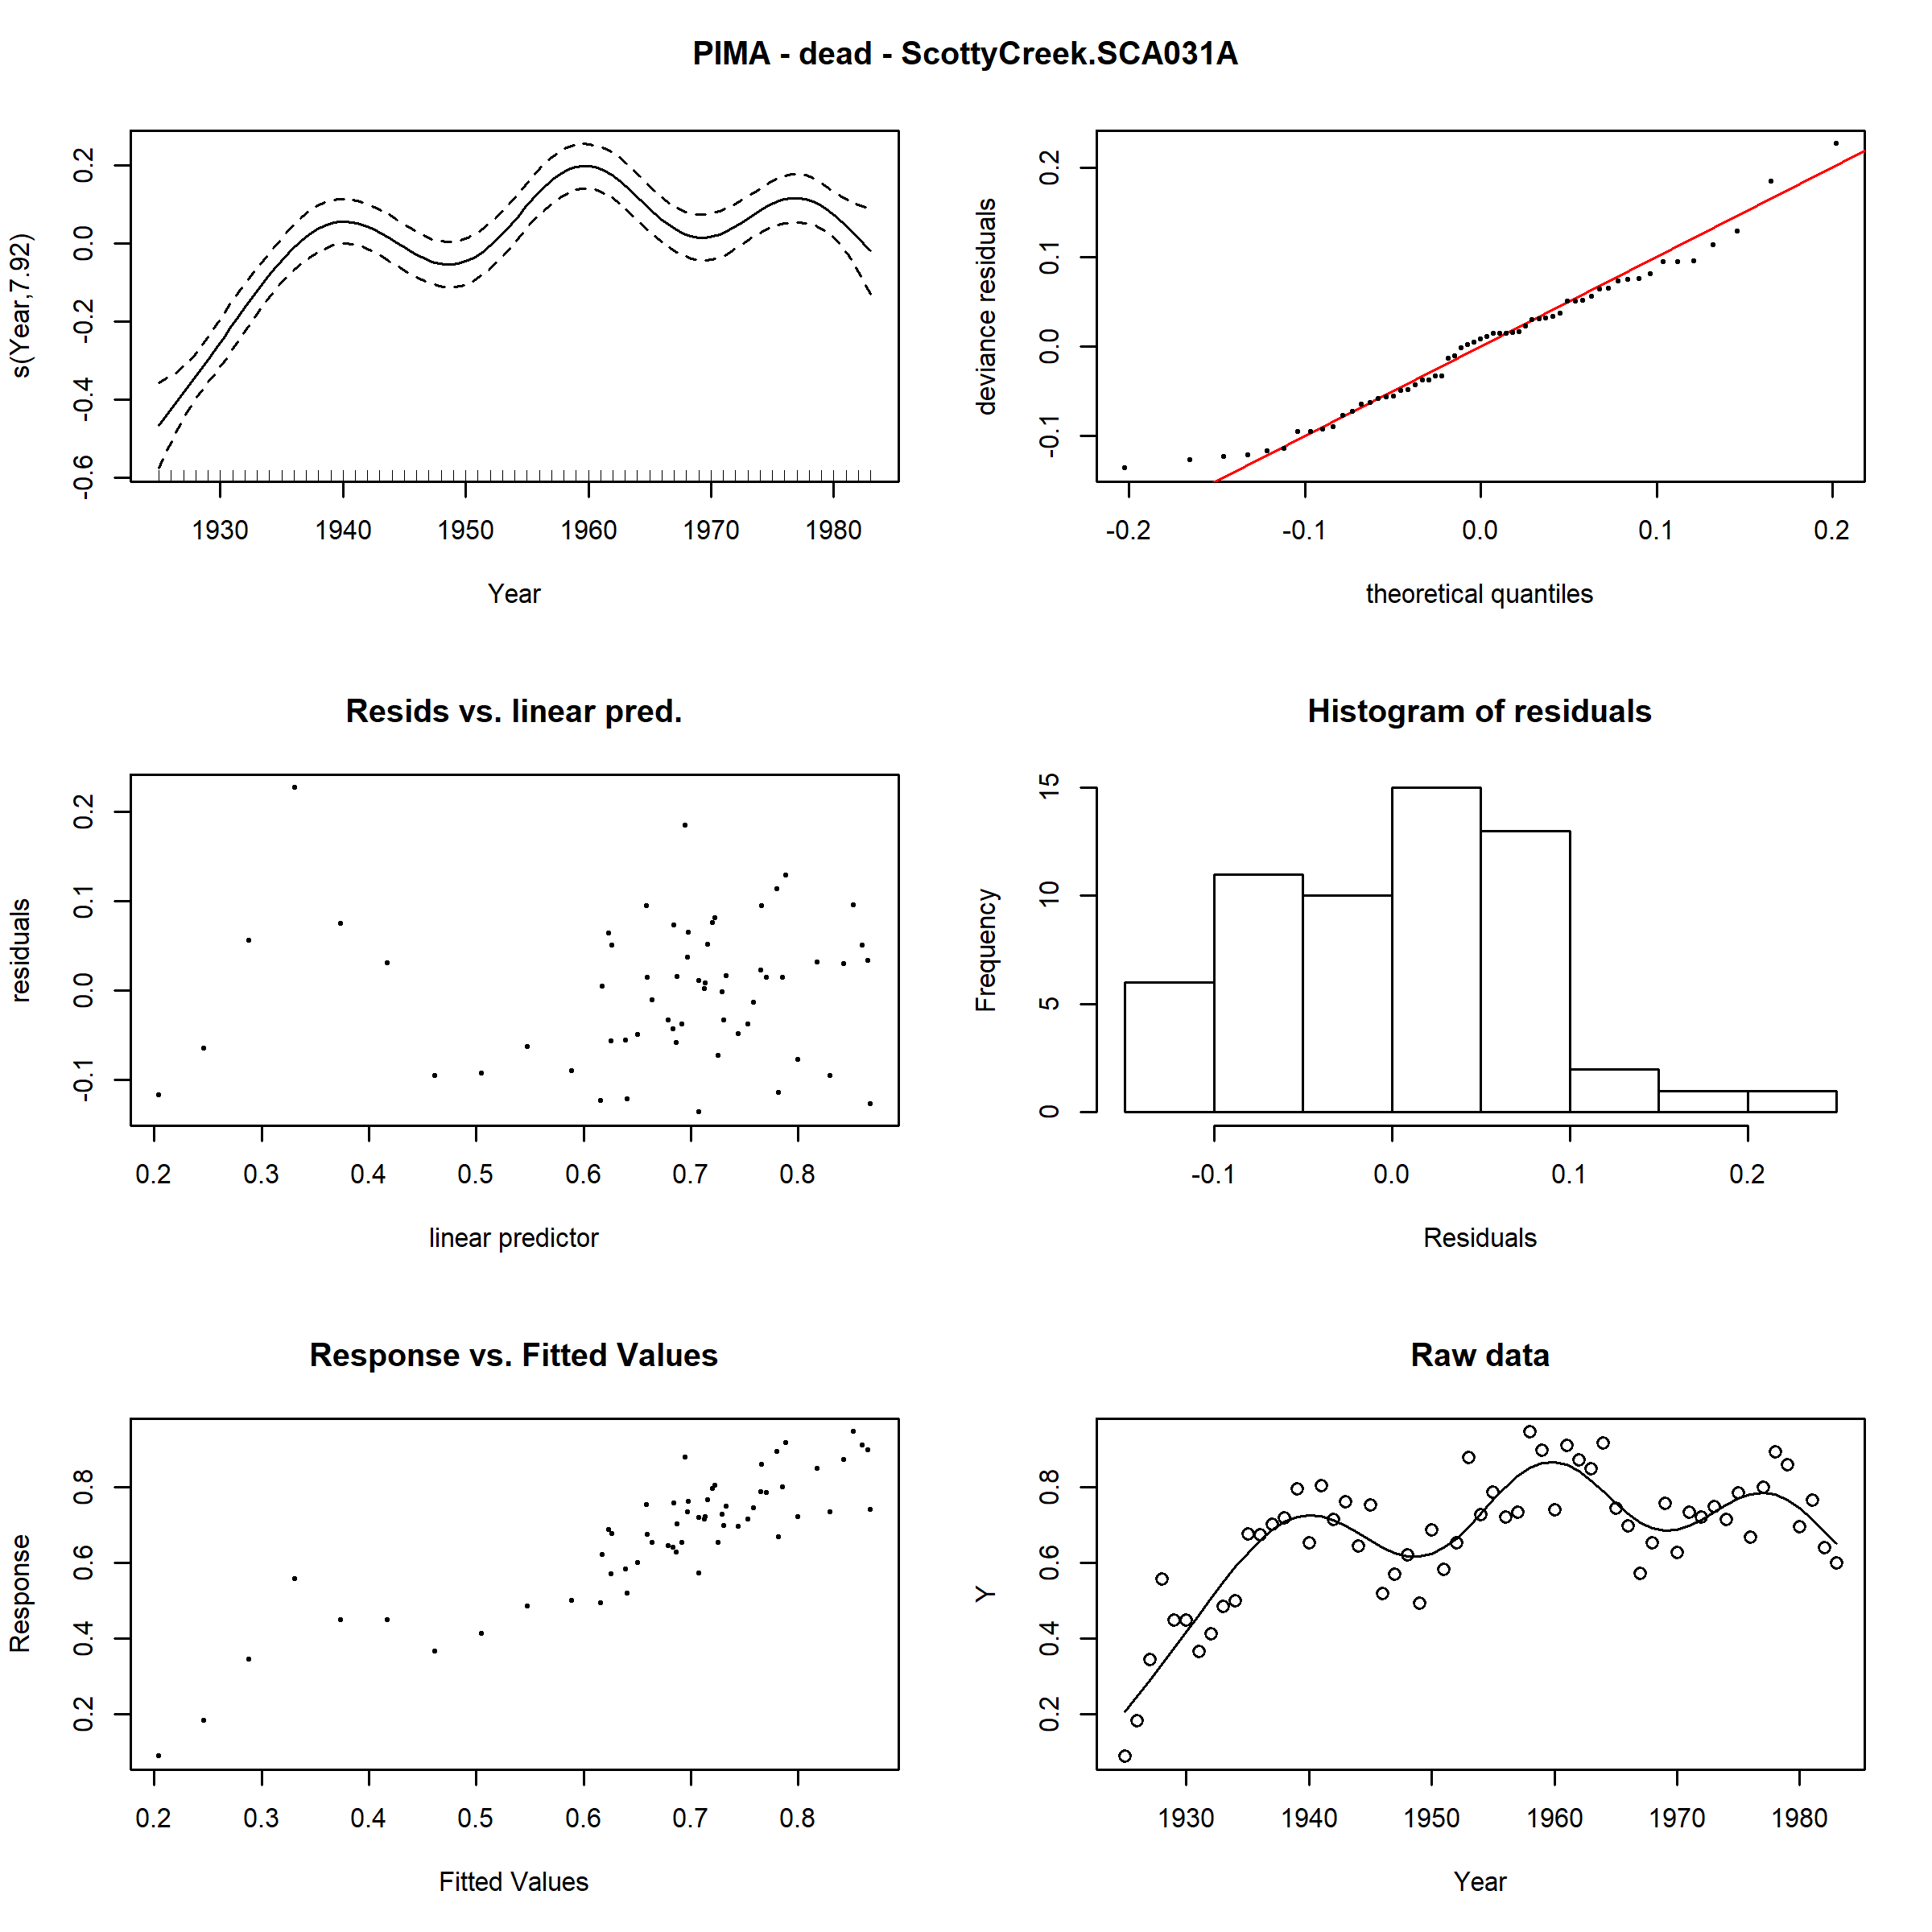 PIMA - dead - ScottyCreek.SCA031A
s(Year,7.92)
-0.6 -0.4 -0.2 0.0 0.2
1930 1940 1950 1960 1970 1980
Year
deviance residuals
-0.1 0.0 0.1 0.2
-0.2 -0.1 0.0 0.1 0.2
theoretical quantiles
Resids vs. linear pred.
residuals
-0.1 0.0 0.1 0.2
0.2 0.3 0.4 0.5 0.6 0.7 0.8
linear predictor
Histogram of residuals
Frequency
0 5 10 15
-0.1 0.0 0.1 0.2
Residuals
Response vs. Fitted Values
Response
0.2 0.4 0.6 0.8
0.2 0.3 0.4 0.5 0.6 0.7 0.8
Fitted Values
Raw data
Y
0.2 0.4 0.6 0.8
1930 1940 1950 1960 1970 1980
Year